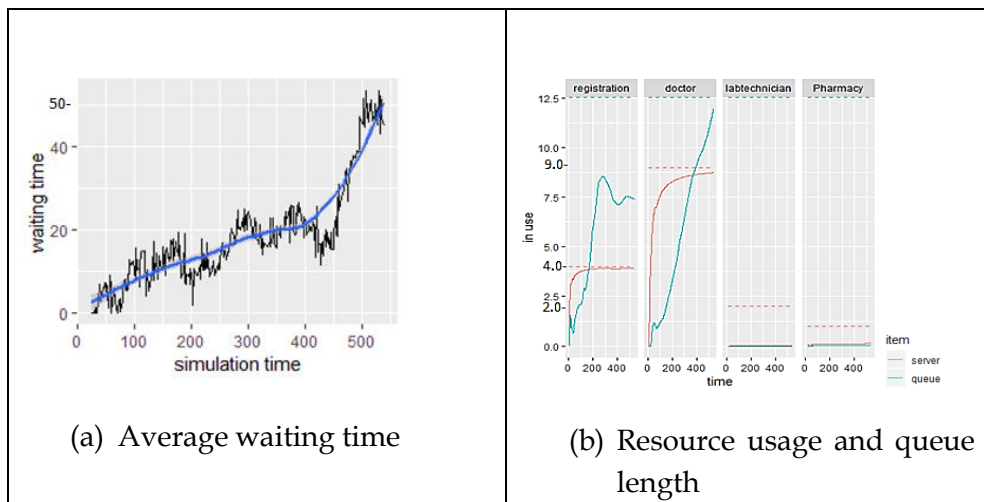 50-
40
20
0
waiting time
0
100
200
300
400
500
simulation time
(a) Average waiting time
registration
doctor
labtechnician
Pharmacy
12.5
10.0
9.0
7.5
5.0
4.0
2.5
2.0
0.0
in use
0 200 400
0 200 400
0 200 400
0 200 400
time
item
server
queue
(b) Resource usage and queue
length